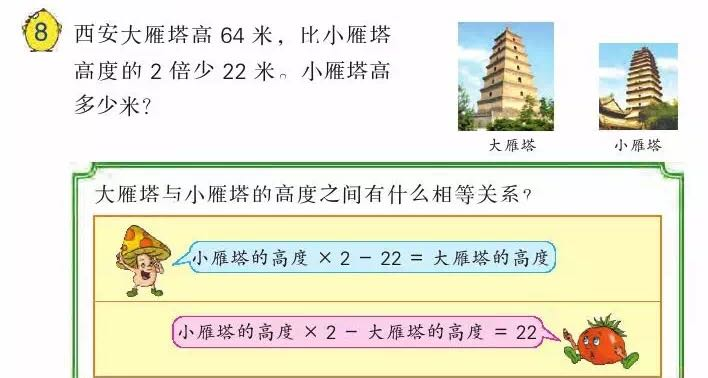 8
西安大雁塔高 64 米，比小雁塔
高度的 2 倍少 22 米。小雁塔高
多少米？
大雁塔
小雁塔
大雁塔与小雁塔的高度之间有什么相等关系？
小雁塔的高度 × 2 － 22 ＝ 大雁塔的高度
小雁塔的高度 × 2 － 大雁塔的高度 ＝ 22